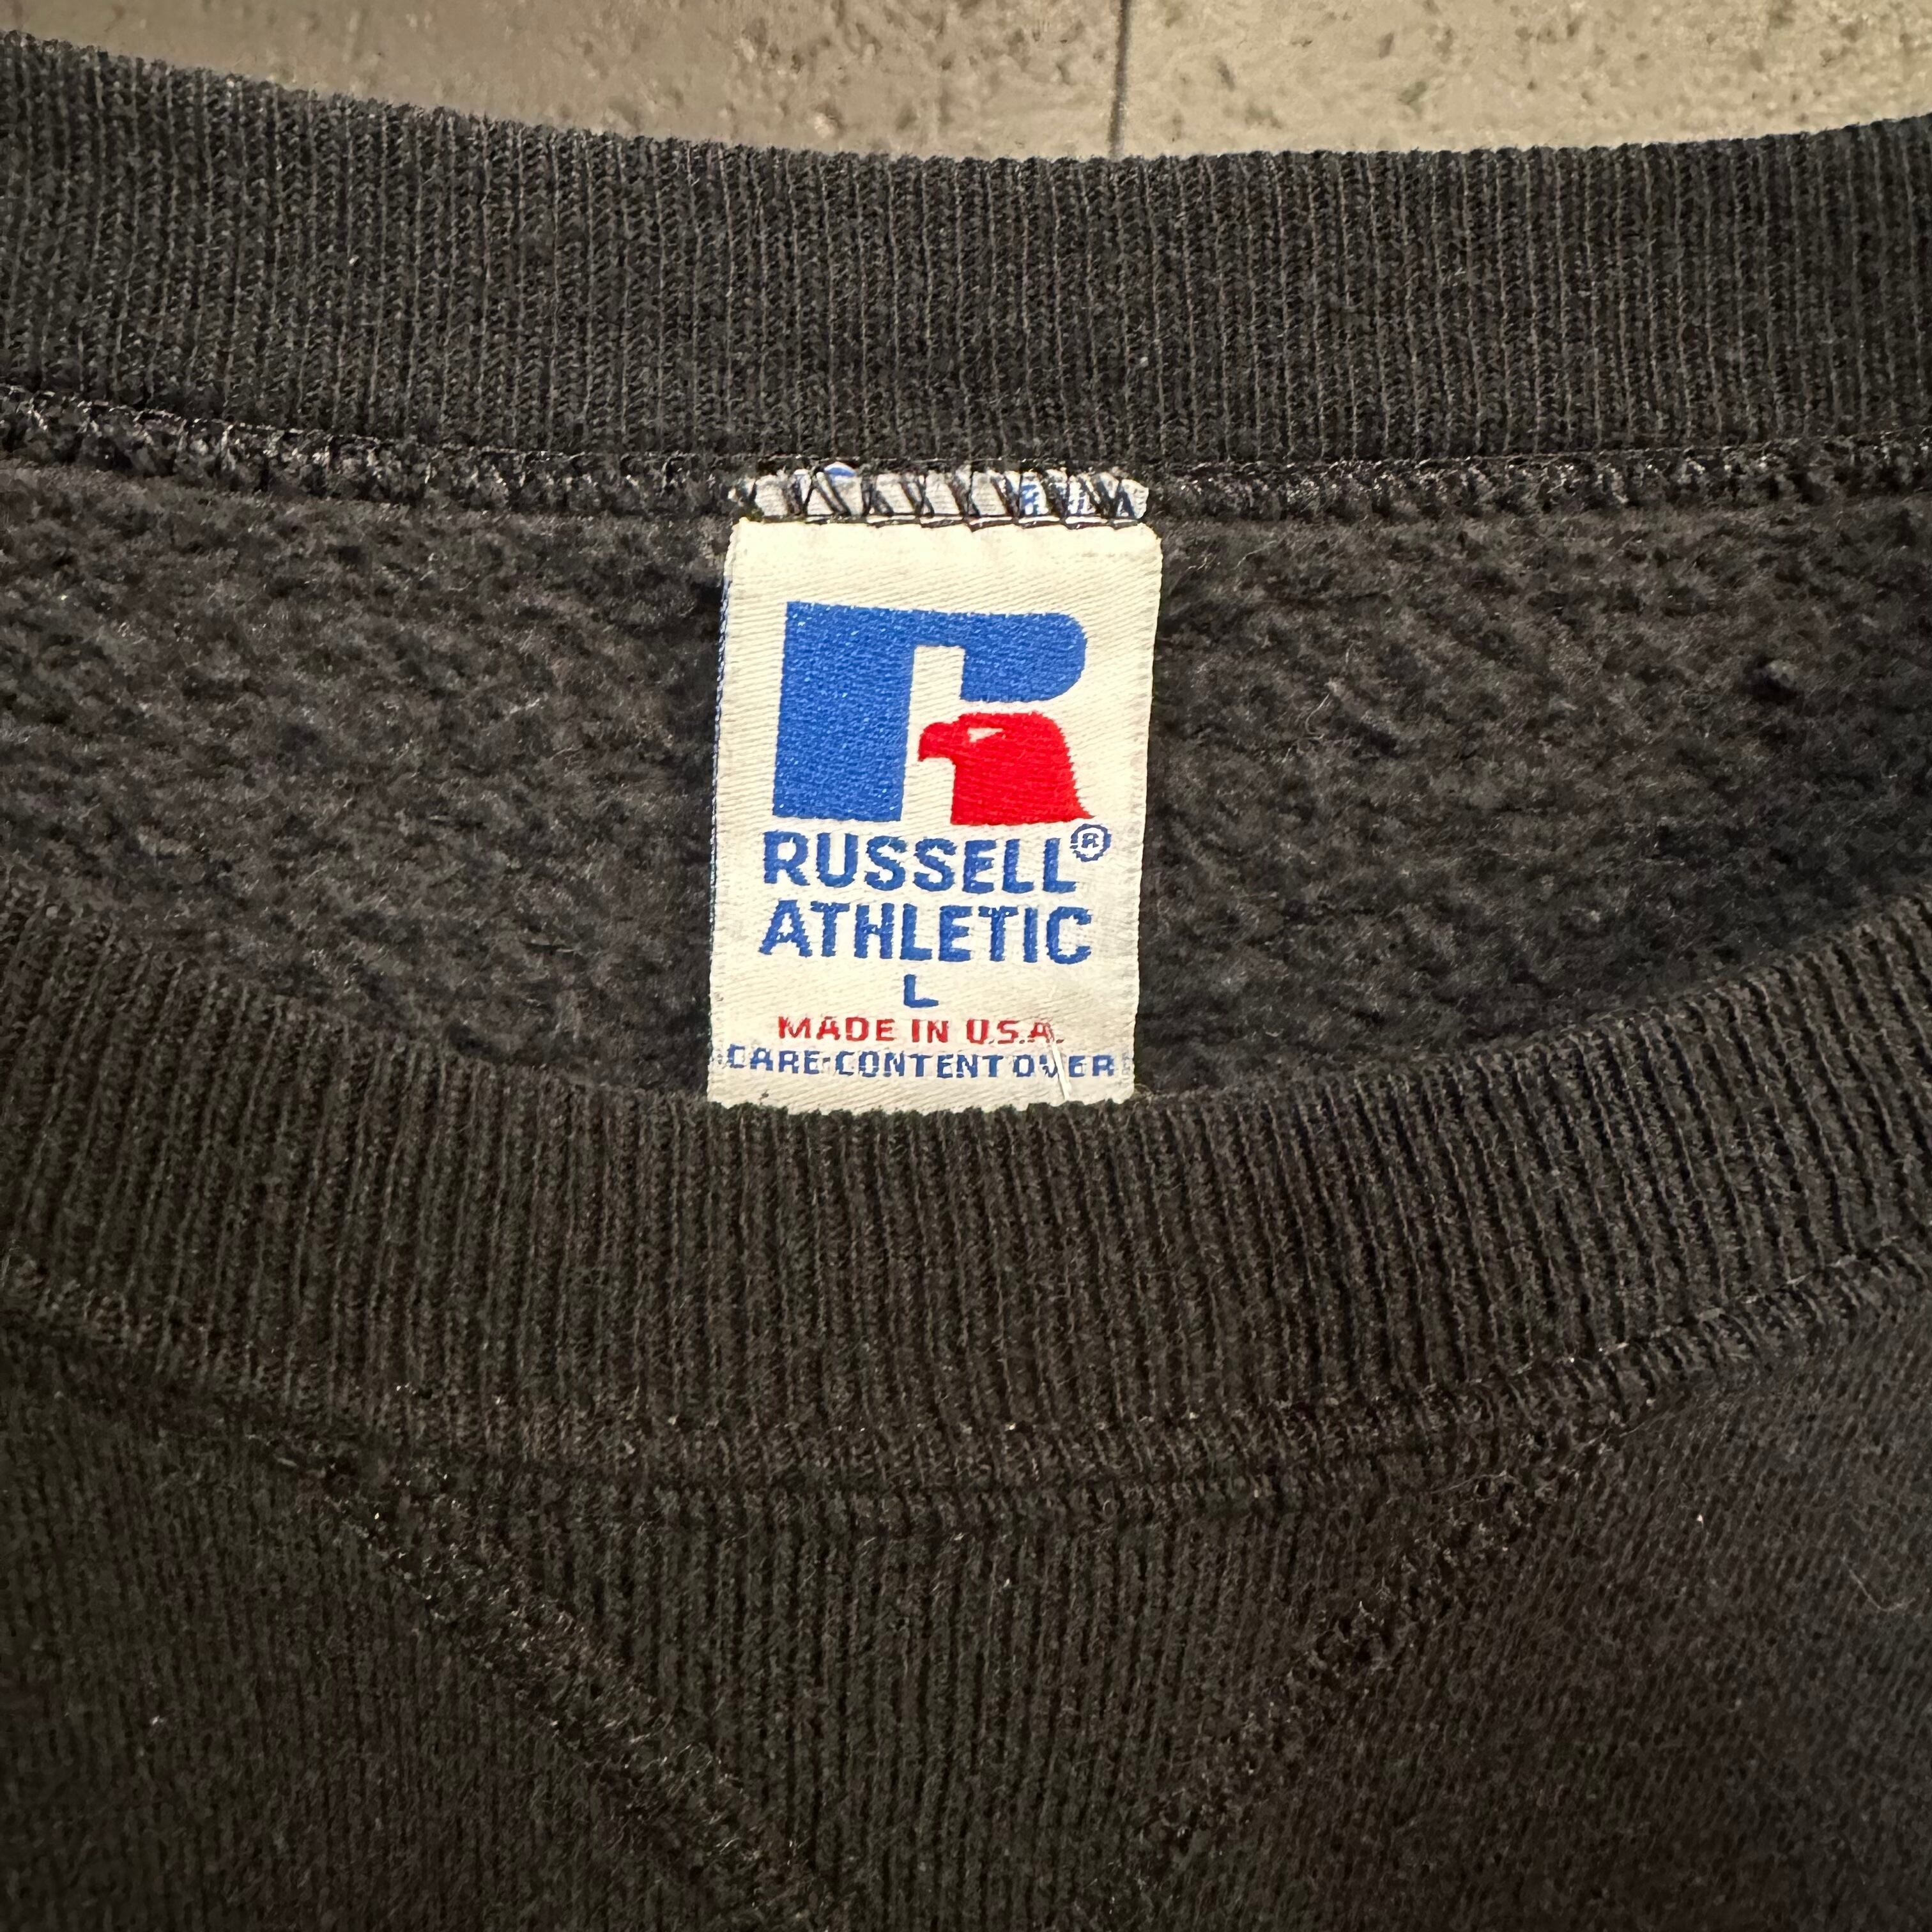 RUSSELL®
ATHLETIC
L
MADE IN U.S.A.
CARE·CONTENT OVER